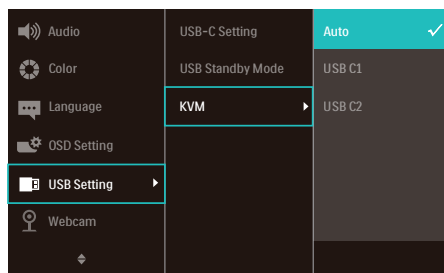 Audio
Color
Language
OSD Setting
USB Setting
Webcam
USB-C Setting
USB Standby Mode
KVM
Auto
USB C1
USB C2